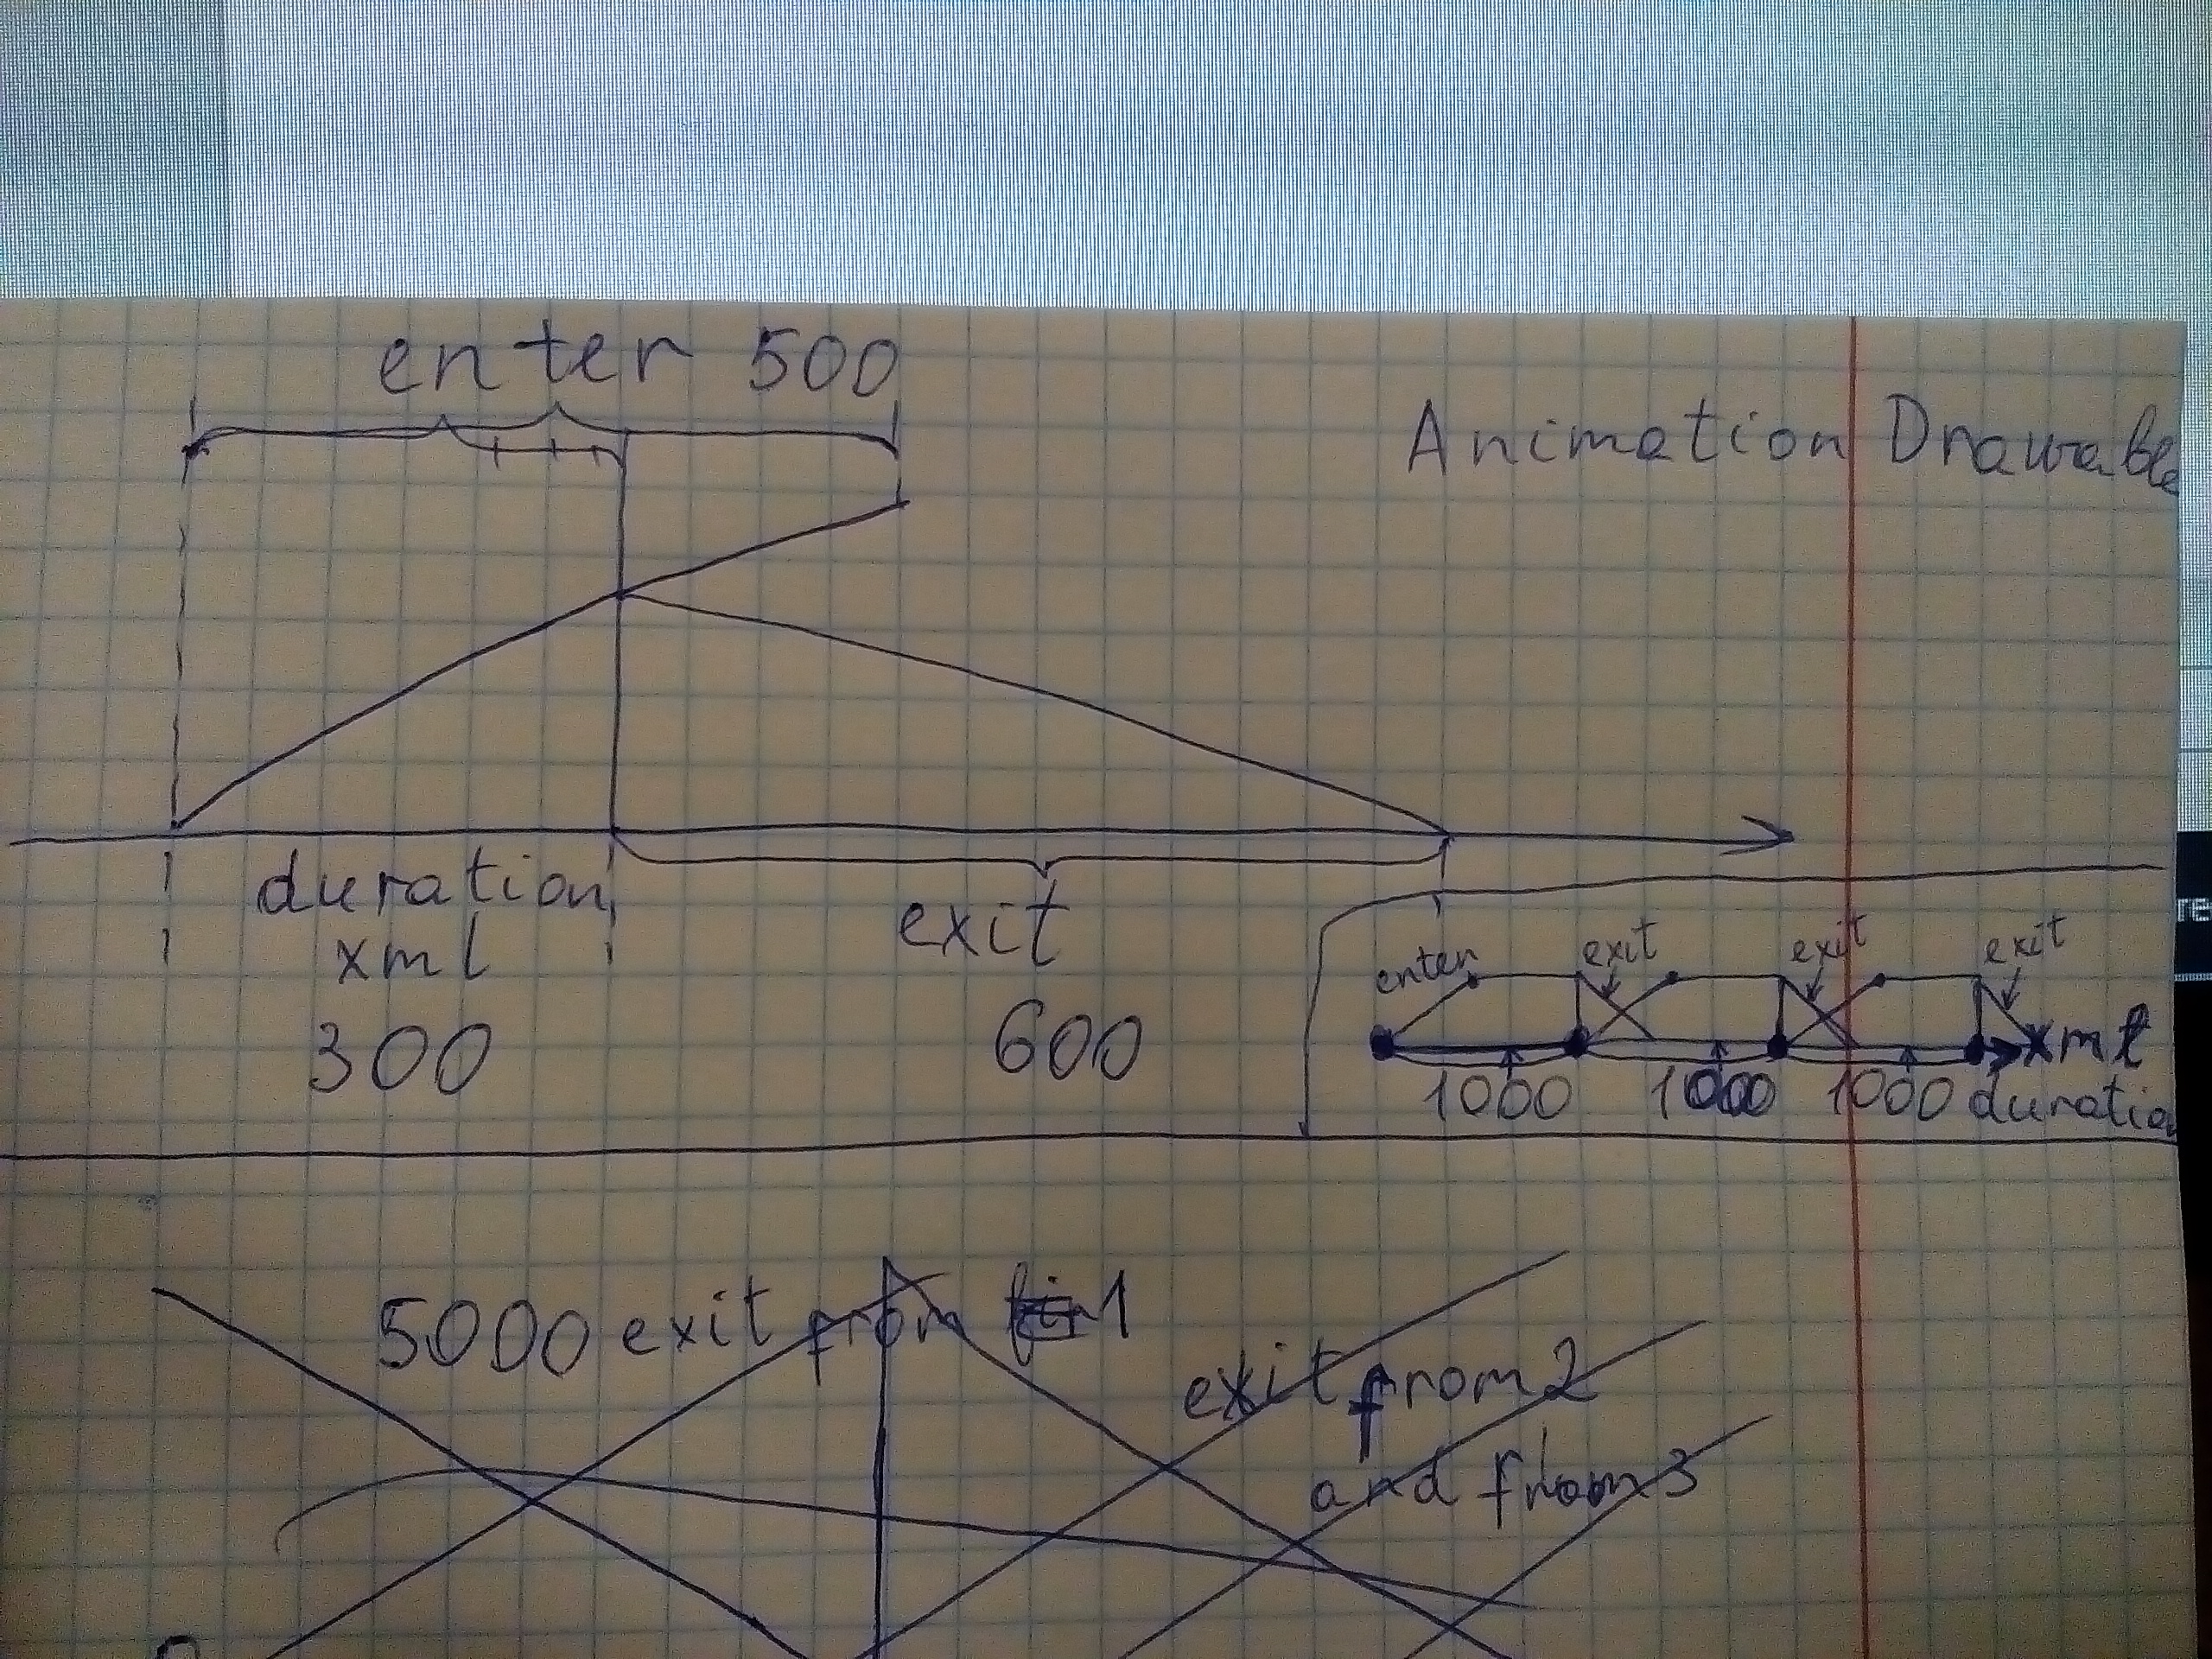 enter 500
Animation Drawable
duration
xml
300
exit
600
enter exit exit exit
xml
1000 1000 1000 duration
5000 exit from 1
exit from 2
and from 3
re